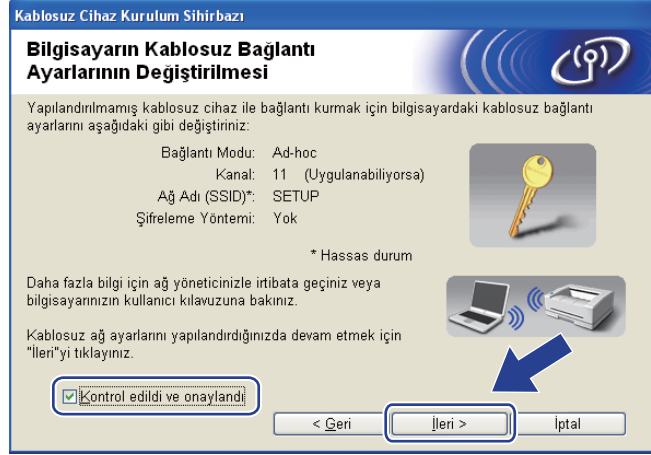 Kablosuz Cihaz Kurulum Sihirbazı
Bilgisayarın Kablosuz Bağlantı
Ayarlarının Değiştirilmesi
Yapılandırılmamış kablosuz cihaz ile bağlantı kurmak için bilgisayardaki kablosuz bağlantı
ayarlarını aşağıdaki gibi değiştiriniz:
Bağlantı Modu: Ad-hoc
Kanal: 11 (Uygulanabiliyorsa)
Ağ Adı (SSID)*: SETUP
Şifreleme Yöntemi: Yok
* Hassas durum
Daha fazla bilgi için ağ yöneticinizle irtibata geçiniz veya
bilgisayarınızın kullanıcı kılavuzuna bakınız.
Kablosuz ağ ayarlarını yapılandırdığınızda devam etmek için
"İleri"yi tıklayınız.
Kontrol edildi ve onaylandı
< Geri İleri > İptal